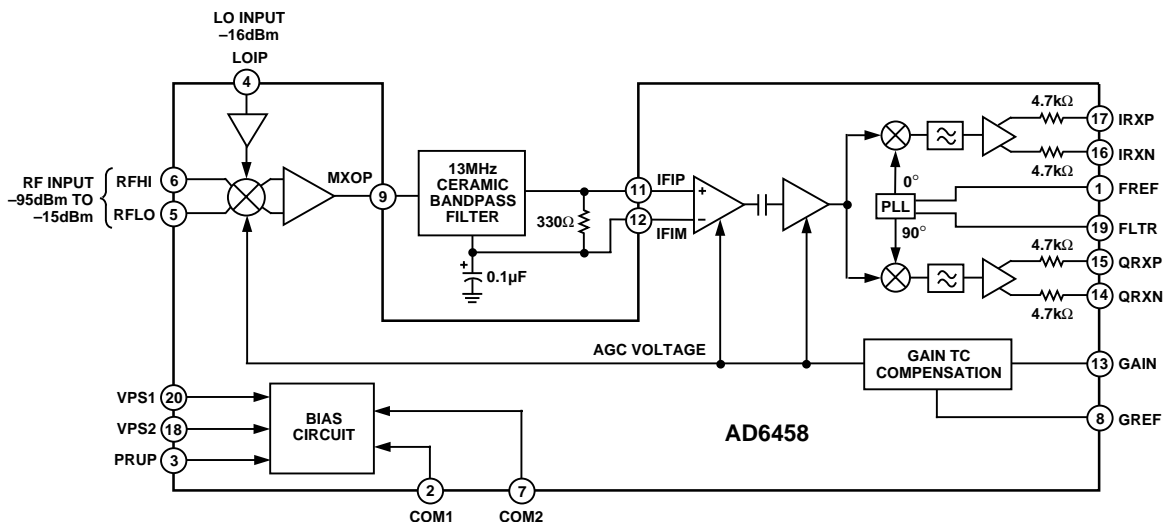 LO INPUT
–16dBm
LOIP
4
RF INPUT
–95dBm TO
–15dBm
RFHI
6
RFLO
5
MXOP
9
13MHz
CERAMIC
BANDPASS
FILTER
330Ω
+
0.1µF
11
IFIP
12
IFIM
+
–
0°
PLL
90°
4.7kΩ
17
IRXP
16
IRXN
4.7kΩ
1
FREF
19
FLTR
4.7kΩ
15
QRXP
14
QRXN
4.7kΩ
AGC VOLTAGE
GAIN TC
COMPENSATION
13
GAIN
8
GREF
VPS1
20
VPS2
18
PRUP
3
BIAS
CIRCUIT
AD6458
2
COM1
7
COM2